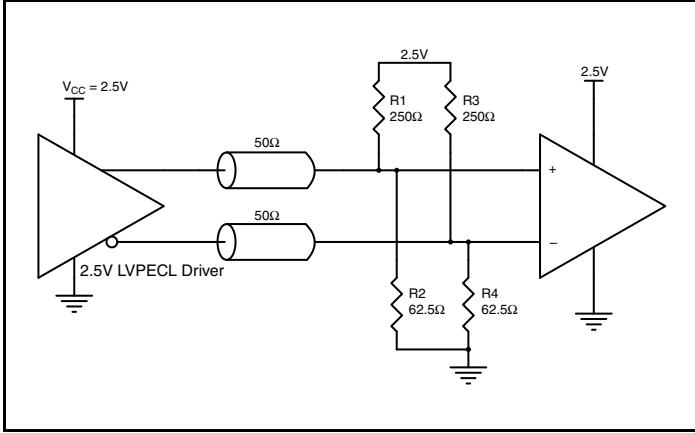 2.5V
V_CC = 2.5V
2.5V
R1
250Ω
R3
250Ω
50Ω
+
50Ω
–
2.5V LVPECL Driver
R2
62.5Ω
R4
62.5Ω